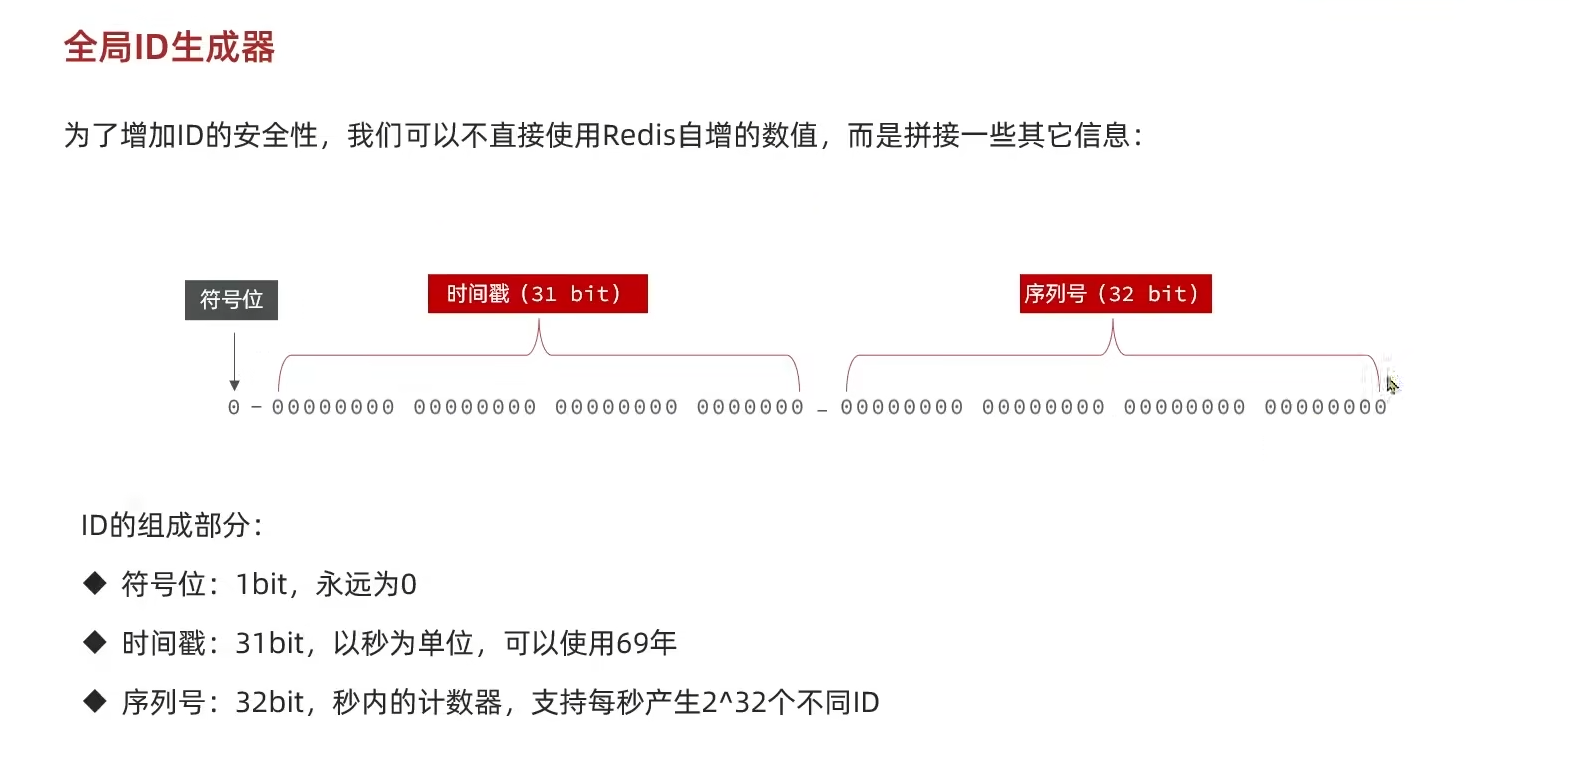 全局ID生成器
为了增加ID的安全性，我们可以不直接使用Redis自增的数值，而是拼接一些其它信息：
符号位 时间戳（31 bit） 序列号（32 bit）
0 - 00000000 00000000 00000000 0000000 - 00000000 00000000 00000000 00000000
ID的组成部分：
◆ 符号位：1bit，永远为0
◆ 时间戳：31bit，以秒为单位，可以使用69年
◆ 序列号：32bit，秒内的计数器，支持每秒产生2^32个不同ID